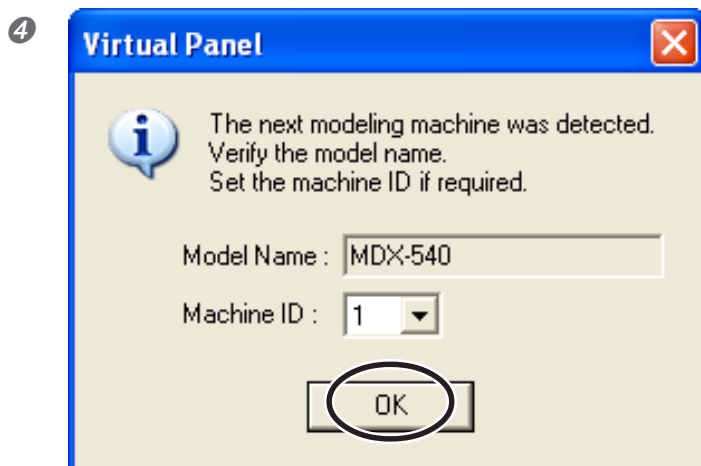 4
Virtual Panel
The next modeling machine was detected.
Verify the model name.
Set the machine ID if required.
Model Name : MDX-540
Machine ID : 1
OK